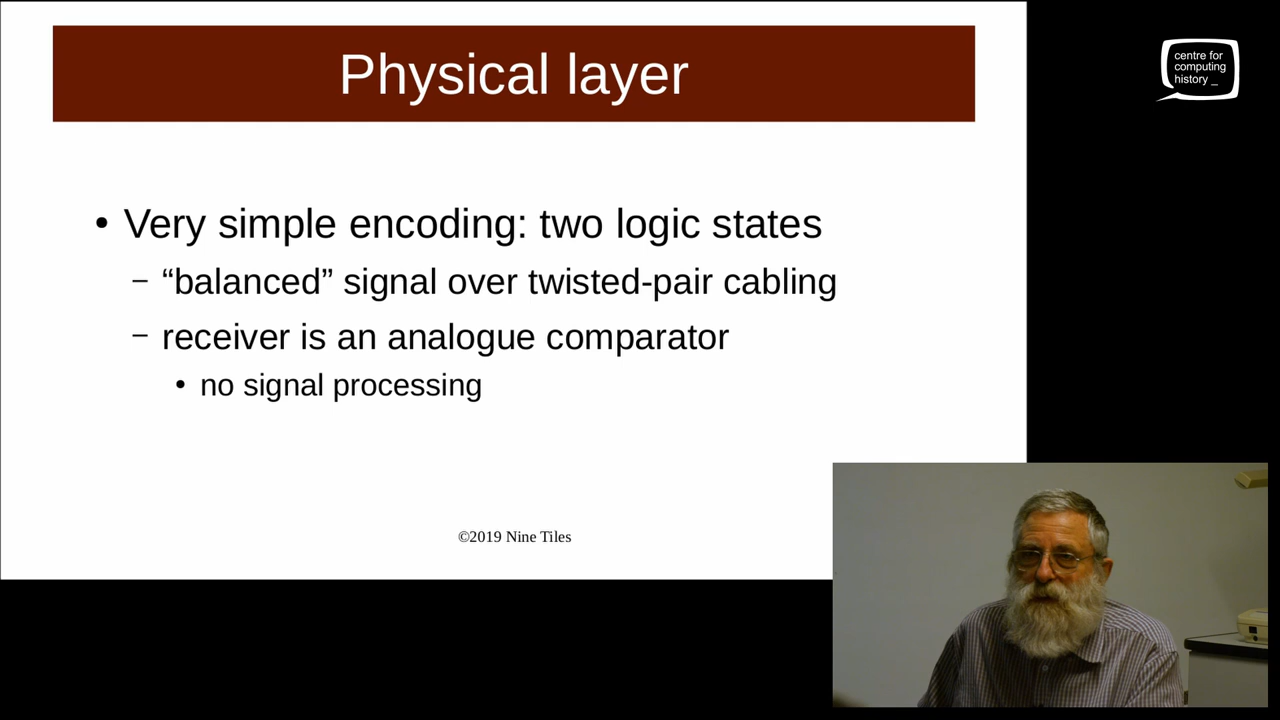 Physical layer
centre for
computing
history _
• Very simple encoding: two logic states
– “balanced” signal over twisted-pair cabling
– receiver is an analogue comparator
• no signal processing
©2019 Nine Tiles